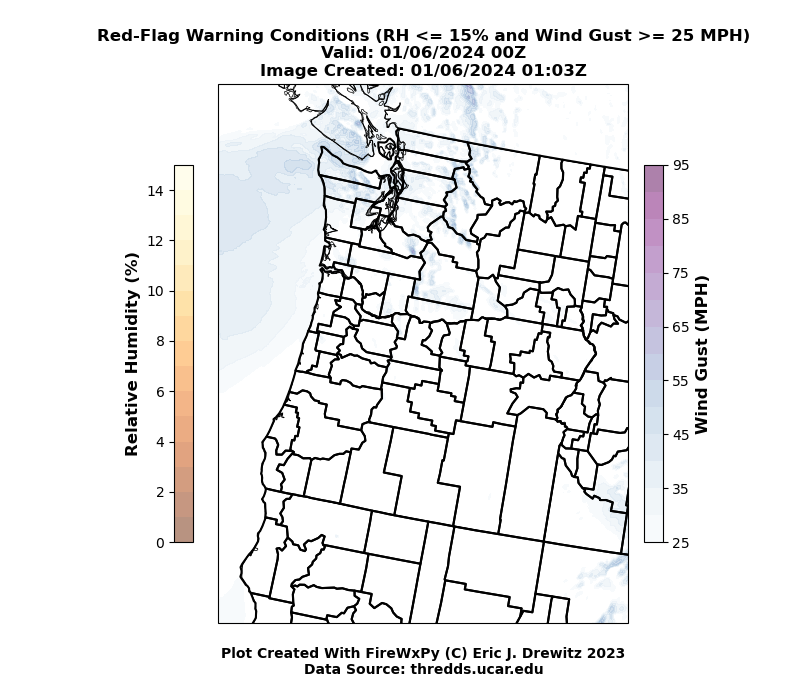 Red-Flag Warning Conditions (RH <= 15% and Wind Gust >= 25 MPH)
Valid: 01/06/2024 00Z
Image Created: 01/06/2024 01:03Z
Relative Humidity (%)
14
12
10
8
6
4
2
0
95
85
75
65
55
45
35
25
Wind Gust (MPH)
Plot Created With FireWxPy (C) Eric J. Drewitz 2023
Data Source: thredds.ucar.edu